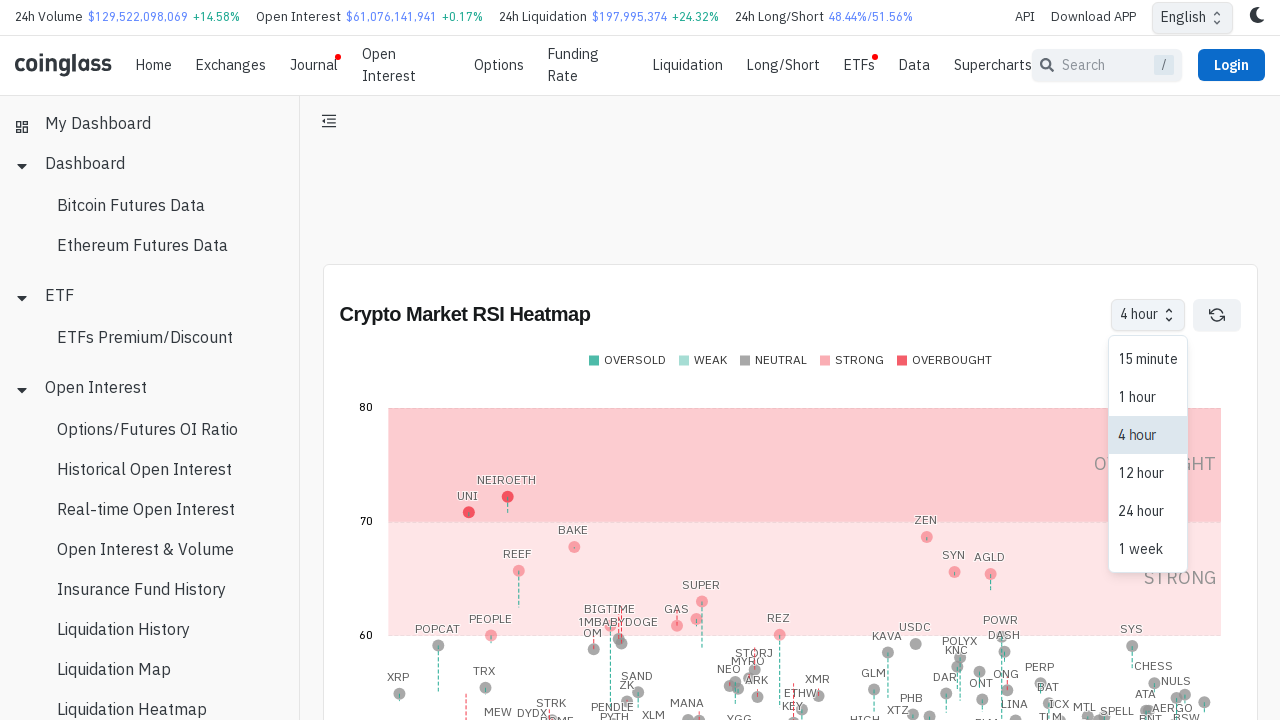 24h Volume $129,522,098,069 +14.58% Open Interest $61,076,141,941 +0.17% 24h Liquidation $197,995,374 +24.32% 24h Long/Short 48.44%/51.56% API Download APP English
coinglass Home Exchanges Journal Open Interest Options Funding Rate Liquidation Long/Short ETFs Data Supercharts Search / Login
My Dashboard
Dashboard
Bitcoin Futures Data
Ethereum Futures Data
ETF
ETFs Premium/Discount
Open Interest
Options/Futures OI Ratio
Historical Open Interest
Real-time Open Interest
Open Interest & Volume
Insurance Fund History
Liquidation History
Liquidation Map
Liquidation Heatmap
Crypto Market RSI Heatmap 4 hour
15 minute
1 hour
4 hour
12 hour
24 hour
1 week
OVERSOLD WEAK NEUTRAL STRONG OVERBOUGHT
80
NEIROETH
UNI
70
ZEN
BAKE
REEF SYN AGLD
STRONG
SUPER
BIGTIME GAS
PEOPLE 1MBABYDOGE REZ POWR
POPCAT OM USDC DASH SYS
60
KAVA POLYX
STORJ KNC
MYRO
XRP TRX SAND NEO ARK XMR GLM DAR ONG PERP CHESS
ZK ETHW ONT BAT NULS
STRK PENDLE MANA KEY PHB LINA ICX MTL ATA AERGO
MEW DYDX PYTH XLM YGG HIGH XTZ TLM SPELL